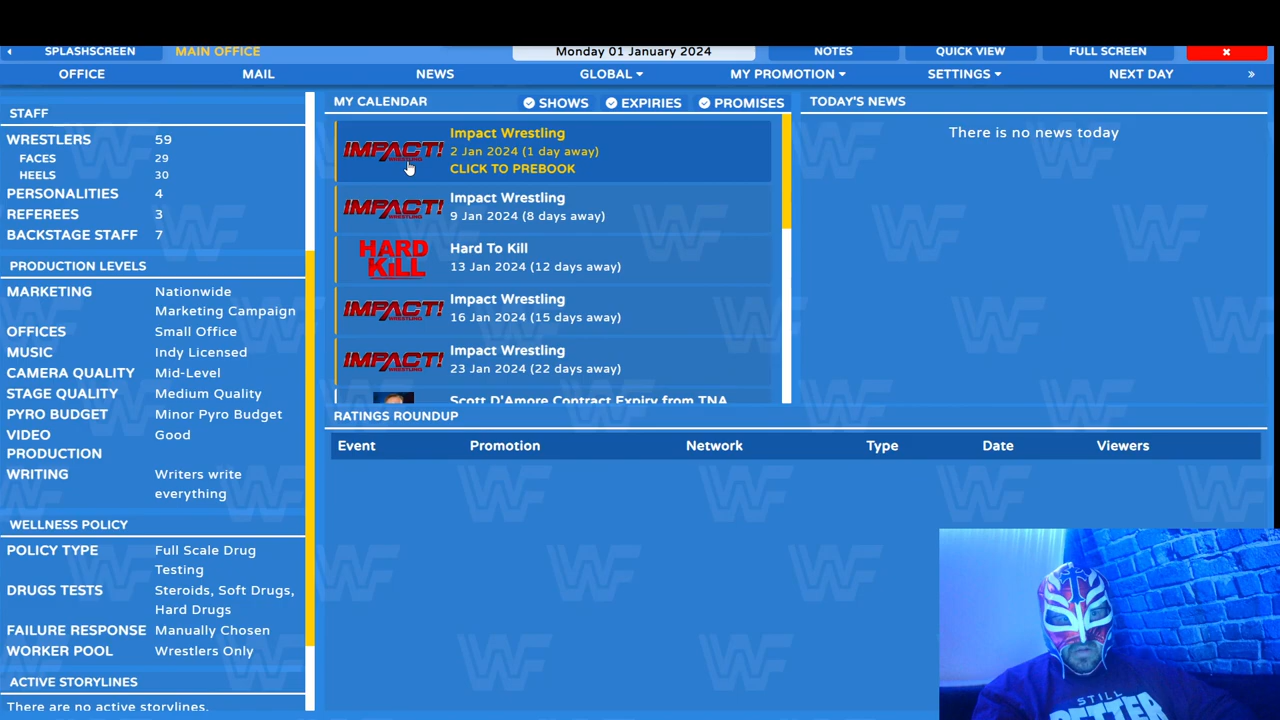 SPLASHSCREEN
MAIN OFFICE
Monday 01 January 2024
NOTES
QUICK VIEW
FULL SCREEN
OFFICE
MAIL
NEWS
GLOBAL
MY PROMOTION
SETTINGS
NEXT DAY
STAFF
WRESTLERS 59
FACES 29
HEELS 30
PERSONALITIES 4
REFEREES 3
BACKSTAGE STAFF 7
PRODUCTION LEVELS
MARKETING Nationwide
Marketing Campaign
OFFICES Small Office
MUSIC Indy Licensed
CAMERA QUALITY Mid-Level
STAGE QUALITY Medium Quality
PYRO BUDGET Minor Pyro Budget
VIDEO Good
PRODUCTION
WRITING Writers write
everything
WELLNESS POLICY
POLICY TYPE Full Scale Drug
Testing
DRUGS TESTS Steroids, Soft Drugs,
Hard Drugs
FAILURE RESPONSE Manually Chosen
WORKER POOL Wrestlers Only
ACTIVE STORYLINES
There are no active storylines.
MY CALENDAR
SHOWS
EXPIRIES
PROMISES
IMPACT!
WRESTLING
Impact Wrestling
2 Jan 2024 (1 day away)
CLICK TO PREBOOK
IMPACT!
WRESTLING
Impact Wrestling
9 Jan 2024 (8 days away)
HARD
KILL
Hard To Kill
13 Jan 2024 (12 days away)
IMPACT!
WRESTLING
Impact Wrestling
16 Jan 2024 (15 days away)
IMPACT!
WRESTLING
Impact Wrestling
23 Jan 2024 (22 days away)
Scott D'Amore Contract Expiry from TNA
TODAY'S NEWS
There is no news today
RATINGS ROUNDUP
Event Promotion Network Type Date Viewers
STILL
BETTER